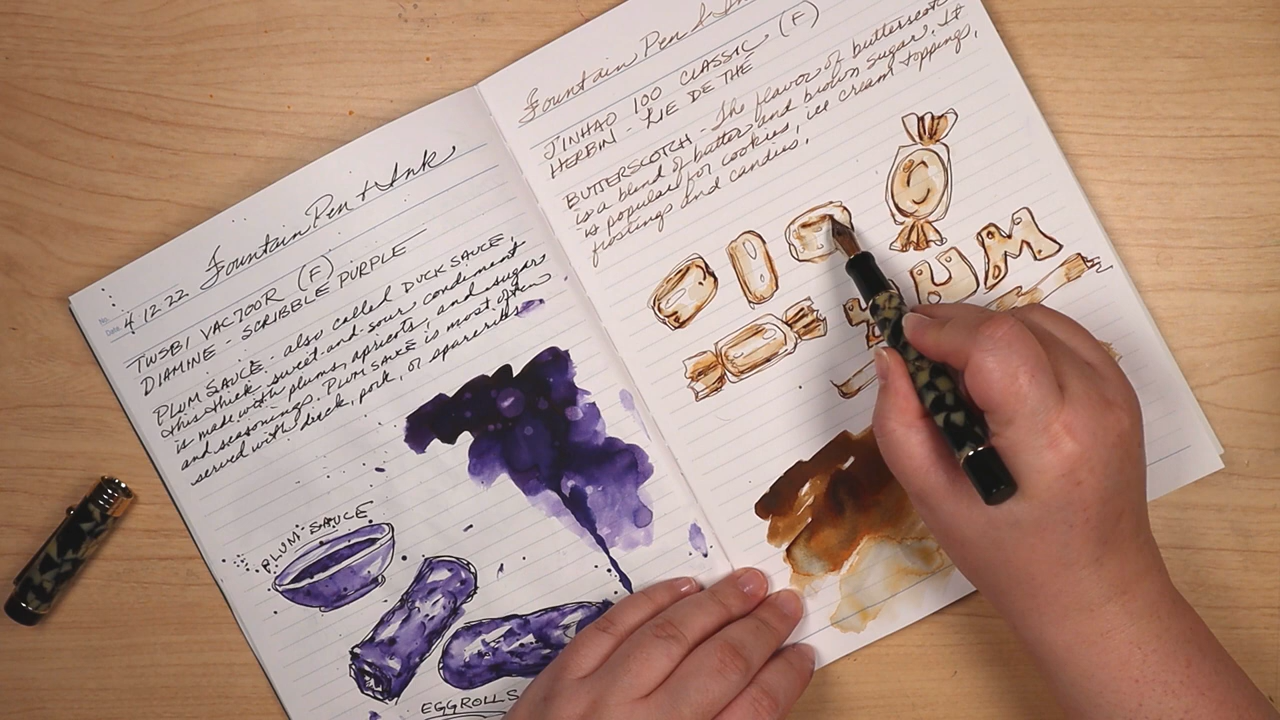 Fountain Pen & Ink
No.
Date
4.12.22
TWSBI VAC700R (F)
DIAMINE - SCRIBBLE PURPLE
PLUM SAUCE - also called DUCK SAUCE,
this thick, sweet-and-sour condiment
is made with plums, apricots, and sugar
and seasonings. PLUM SAUCE is most often
served with duck, pork, or spareribs.
PLUM SAUCE
EGGROLLS
Fountain Pen & Ink
JINHAO 100 CLASSIC (F)
HERBIN - LIE DE THÉ
BUTTERSCOTCH - The flavor of butterscotch
is a blend of butter and brown sugar. It
is popular for cookies, ice cream toppings,
frostings and candies.
YUM